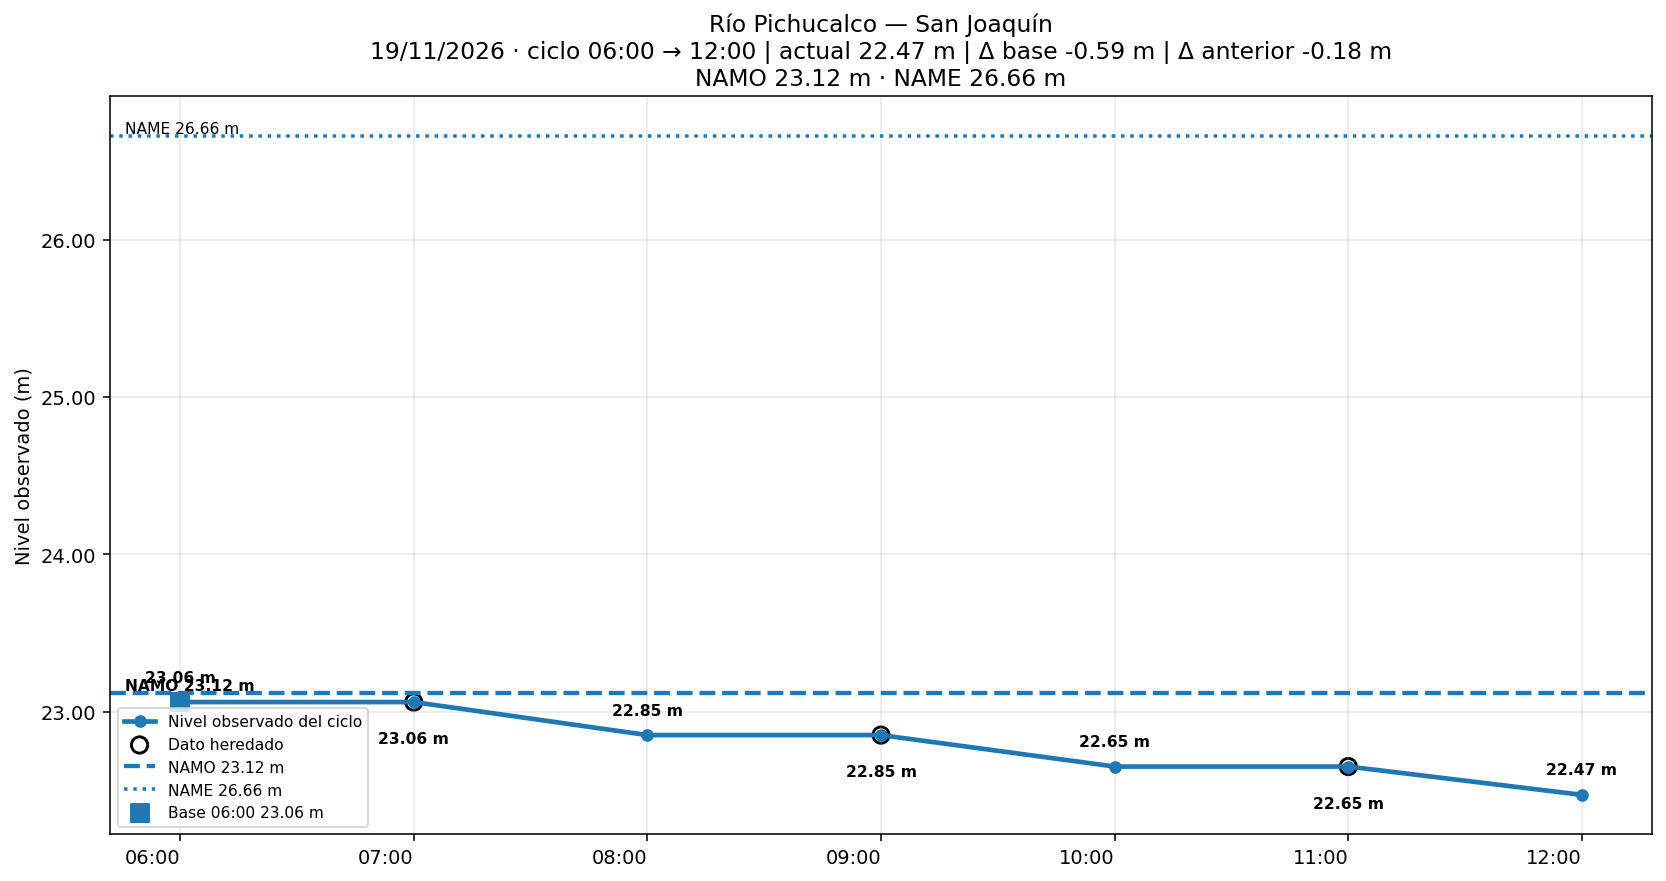 Río Pichucalco — San Joaquín
19/11/2026 · ciclo 06:00 → 12:00 | actual 22.47 m | Δ base -0.59 m | Δ anterior -0.18 m
NAMO 23.12 m · NAME 26.66 m
NAME 26.66 m
26.00
25.00
24.00
23.00
Nivel observado (m)
23.06 m
NAMO 23.12 m
23.06 m
22.85 m
22.85 m
22.65 m
22.65 m
22.47 m
Nivel observado del ciclo
Dato heredado
NAMO 23.12 m
NAME 26.66 m
Base 06:00 23.06 m
06:00
07:00
08:00
09:00
10:00
11:00
12:00